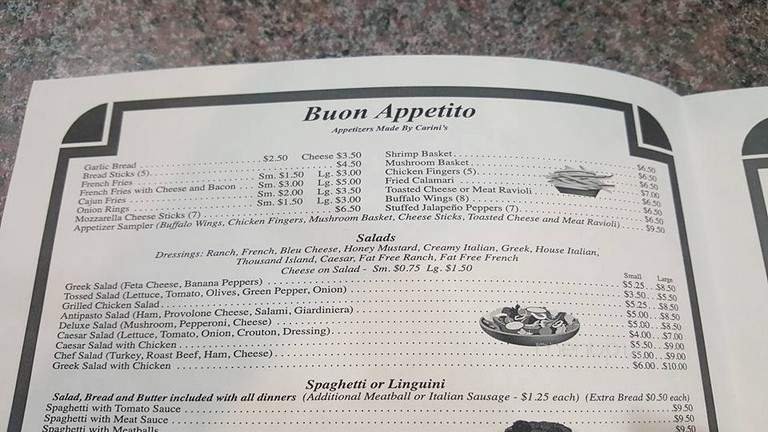 Buon Appetito
Appetizers Made By Carini's
Garlic Bread $2.50 Cheese $3.50
Bread Sticks (5) $4.50
French Fries Sm. $1.50 Lg. $3.00
French Fries with Cheese and Bacon Sm. $3.00 Lg. $5.00
Cajun Fries Sm. $2.00 Lg. $3.50
Onion Rings Sm. $1.50 Lg. $3.00
Mozzarella Cheese Sticks (7) $6.50
Shrimp Basket $6.50
Mushroom Basket $6.50
Chicken Fingers (5) $6.50
Fried Calamari $7.00
Toasted Cheese or Meat Ravioli $6.50
Buffalo Wings (8) $6.50
Stuffed Jalapeño Peppers (7) $6.50
Appetizer Sampler (Buffalo Wings, Chicken Fingers, Mushroom Basket, Cheese Sticks, Toasted Cheese and Meat Ravioli) $9.50
Salads
Dressings: Ranch, French, Bleu Cheese, Honey Mustard, Creamy Italian, Greek, House Italian,
Thousand Island, Caesar, Fat Free Ranch, Fat Free French
Cheese on Salad - Sm. $0.75 Lg. $1.50
Small Large
Greek Salad (Feta Cheese, Banana Peppers) $5.25 $8.50
Tossed Salad (Lettuce, Tomato, Olives, Green Pepper, Onion) $3.50 $5.50
Grilled Chicken Salad $5.25 $8.50
Antipasto Salad (Ham, Provolone Cheese, Salami, Giardiniera) $5.00 $8.50
Deluxe Salad (Mushroom, Pepperoni, Cheese) $5.00 $8.50
Caesar Salad (Lettuce, Tomato, Onion, Crouton, Dressing) $4.00 $7.00
Caesar Salad with Chicken $5.50 $9.00
Chef Salad (Turkey, Roast Beef, Ham, Cheese) $5.00 $9.00
Greek Salad with Chicken $6.00 $10.00
Spaghetti or Linguini
Salad, Bread and Butter included with all dinners (Additional Meatball or Italian Sausage - $1.25 each) (Extra Bread $0.50 each)
Spaghetti with Tomato Sauce $9.50
Spaghetti with Meat Sauce $9.50
Spaghetti with Meatballs $9.50